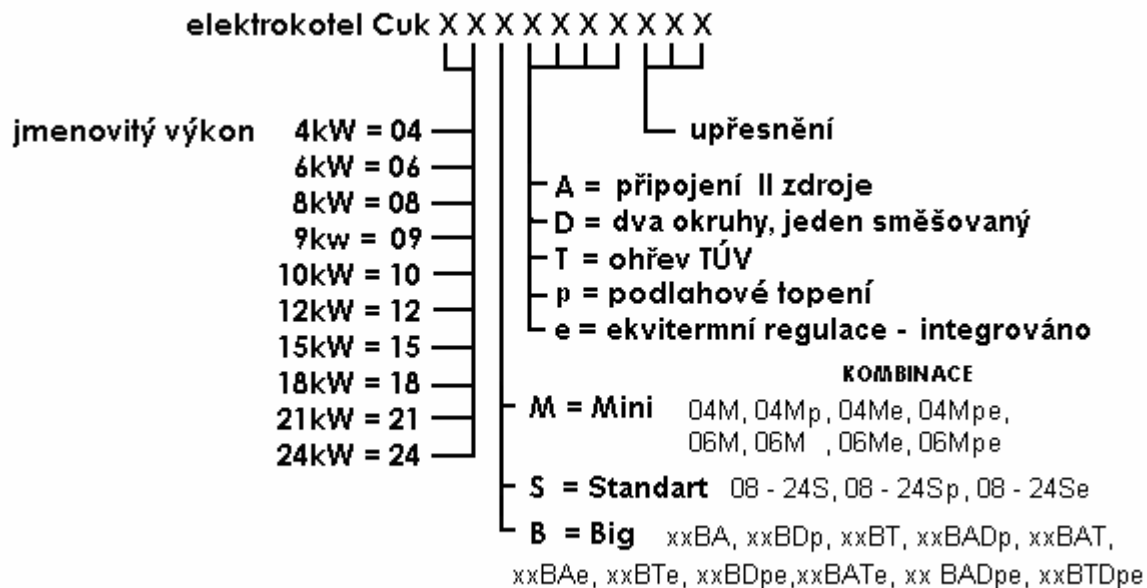 elektrokotel Cuk X X X X X X X X X X
jmenovitý výkon 4kW = 04
upřesnění
6kW = 06
8kW = 08
9kw = 09
10kW = 10
12kW = 12
15kW = 15
18kW = 18
21kW = 21
24kW = 24
A = připojení II zdroje
D = dva okruhy, jeden směšovaný
T = ohřev TÚV
p = podlahové topení
e = ekvitermní regulace - integrováno
KOMBINACE
M = Mini 04M, 04Mp, 04Me, 04Mpe,
06M, 06M , 06Me, 06Mpe
S = Standart 08 - 24S, 08 - 24Sp, 08 - 24Se
B = Big xxBA, xxBDp, xxBT, xxBADp, xxBAT,
xxBAe, xxBTe, xxBDpe,xxBATe, xx BADpe, xxBTDpe